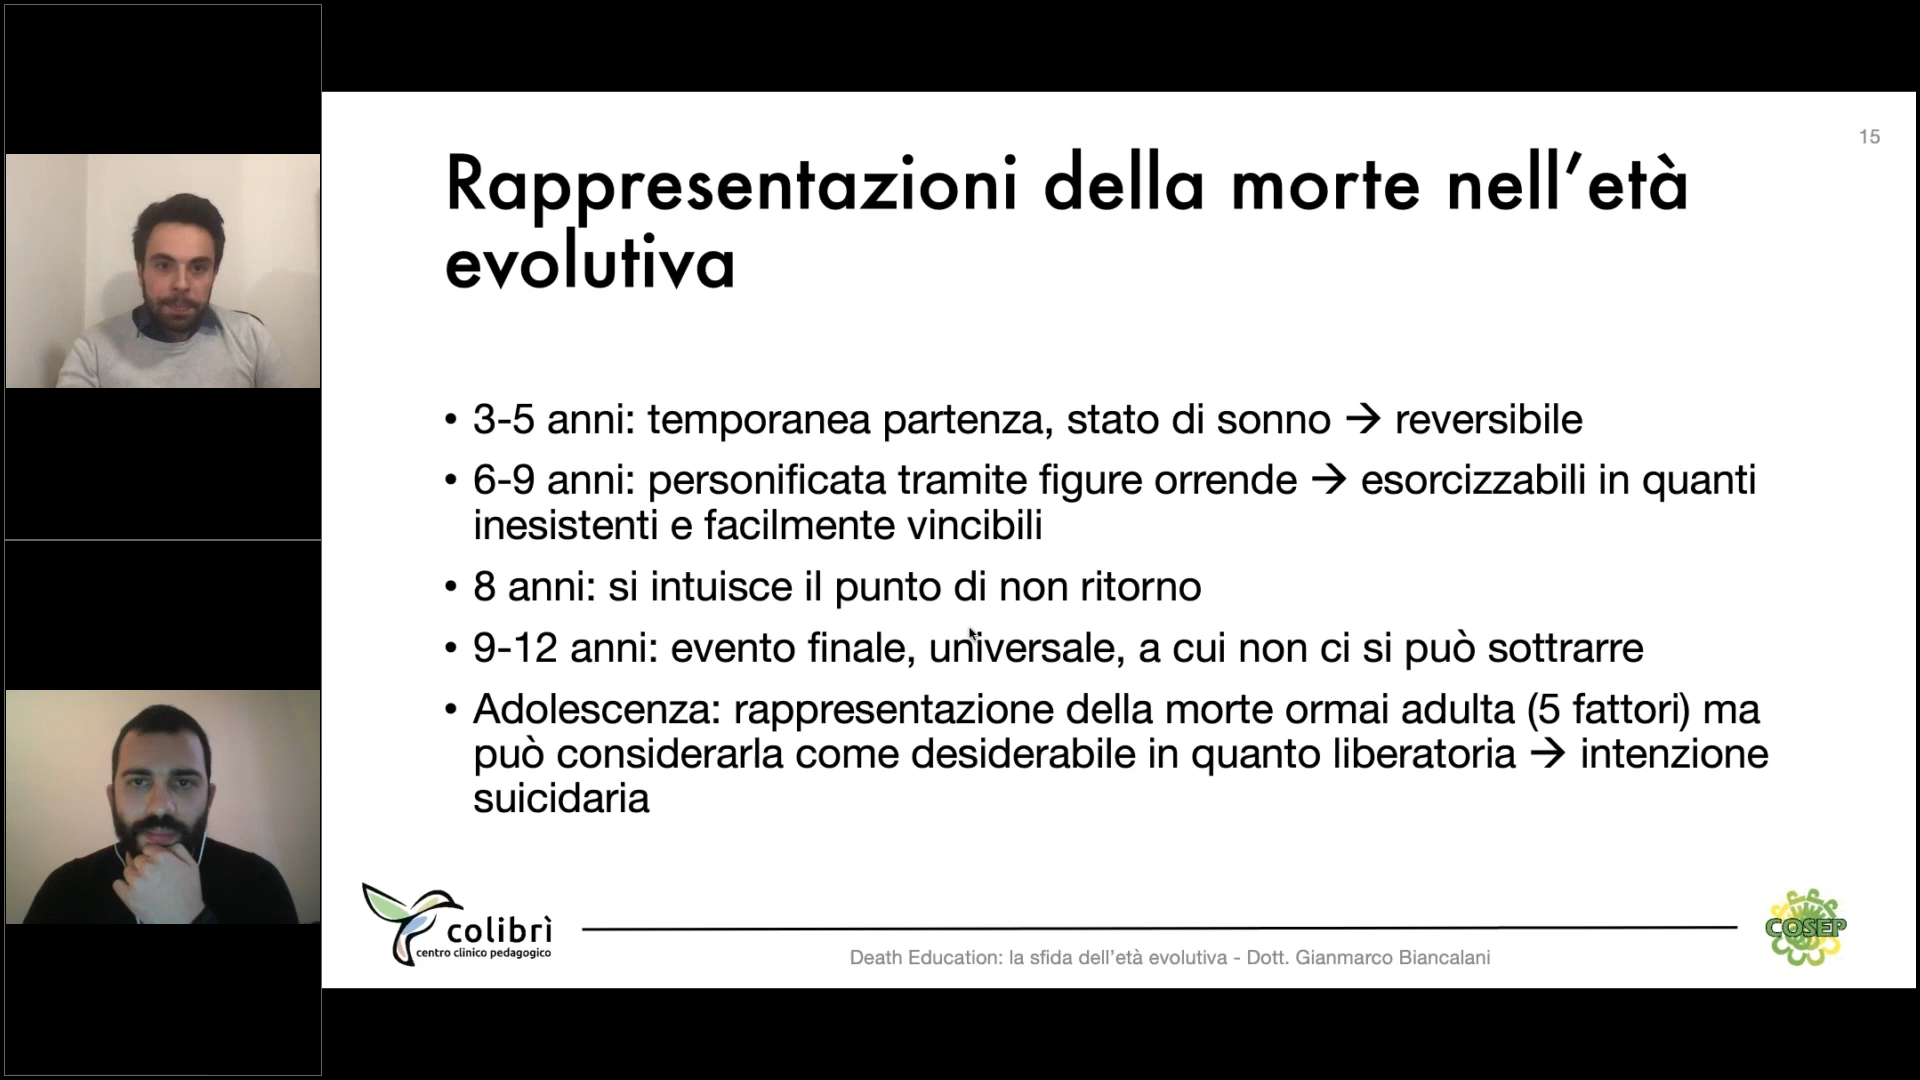 15
Rappresentazioni della morte nell’età
evolutiva
• 3-5 anni: temporanea partenza, stato di sonno → reversibile
• 6-9 anni: personificata tramite figure orrende → esorcizzabili in quanti
inesistenti e facilmente vincibili
• 8 anni: si intuisce il punto di non ritorno
• 9-12 anni: evento finale, universale, a cui non ci si può sottrarre
• Adolescenza: rappresentazione della morte ormai adulta (5 fattori) ma
può considerarla come desiderabile in quanto liberatoria → intenzione
suicidaria
colibrì
centro clinico pedagogico
Death Education: la sfida dell’età evolutiva - Dott. Gianmarco Biancalani
COSEP